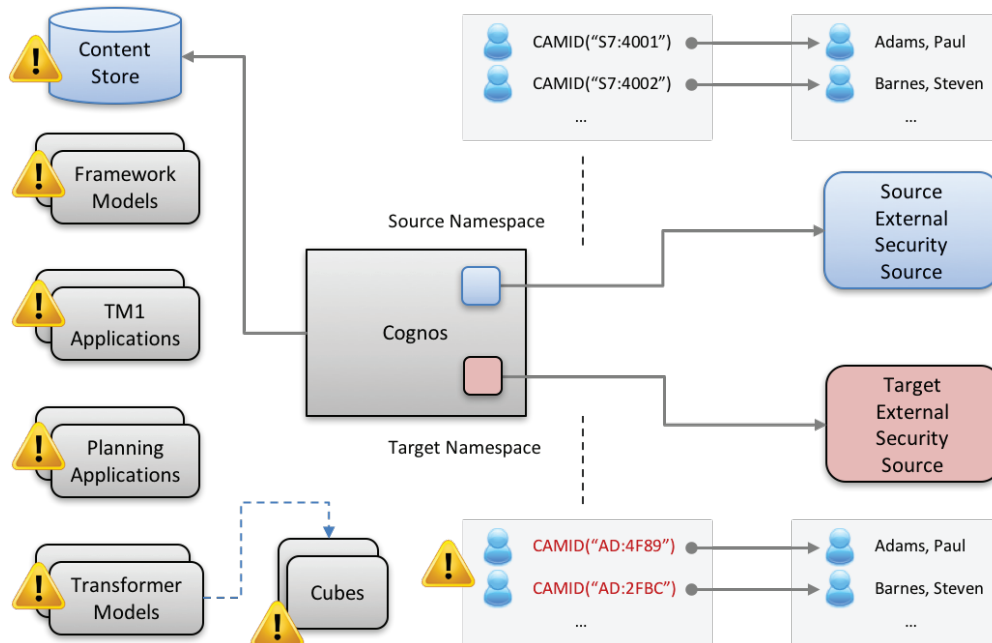 Content
Store
Framework
Models
TM1
Applications
Planning
Applications
Transformer
Models
Cubes
Source Namespace
Cognos
Target Namespace
CAMID(“S7:4001”)
CAMID(“S7:4002”)
...
Adams, Paul
Barnes, Steven
...
Source
External
Security
Source
Target
External
Security
Source
CAMID(“AD:4F89”)
CAMID(“AD:2FBC”)
...
Adams, Paul
Barnes, Steven
...